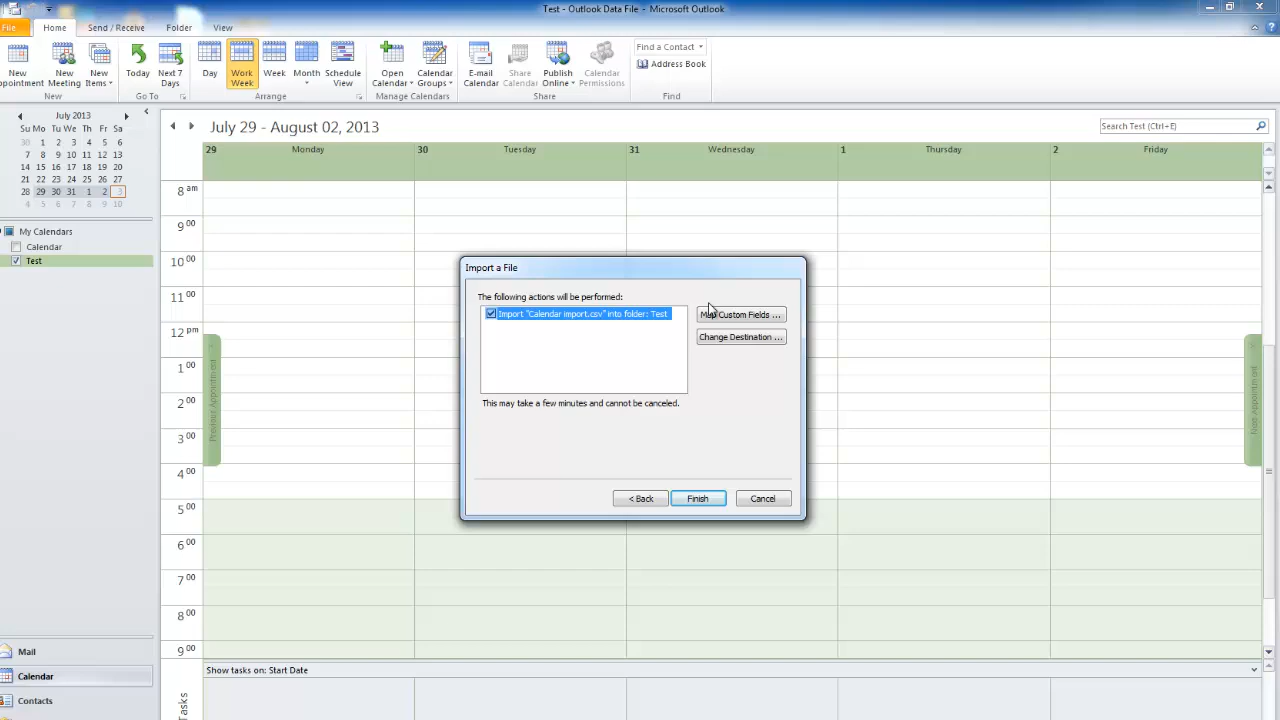 Test - Outlook Data File - Microsoft Outlook
File Home Send / Receive Folder View
New Appointment
New Meeting
New Items
New
Today
Next 7 Days
Go To
Day
Work Week
Week
Month
Schedule View
Arrange
Open Calendar
Calendar Groups
Manage Calendars
E-mail Calendar
Share Calendar
Publish Online
Calendar Permissions
Share
Find a Contact
Address Book
Find
July 2013
Su Mo Tu We Th Fr Sa
30 1 2 3 4 5 6
7 8 9 10 11 12 13
14 15 16 17 18 19 20
21 22 23 24 25 26 27
28 29 30 31 1 2 3
4 5 6 7 8 9 10
My Calendars
Calendar
Test
Mail
Calendar
Contacts
July 29 - August 02, 2013
Search Test (Ctrl+E)
29 Monday 30 Tuesday 31 Wednesday 1 Thursday 2 Friday
8 am
9 00
10 00
11 00
12 pm
1 00
2 00
3 00
4 00
5 00
6 00
7 00
8 00
9 00
Previous Appointment
Next Appointment
Import a File
The following actions will be performed:
Import "Calendar import.csv" into folder: Test
Map Custom Fields ...
Change Destination ...
This may take a few minutes and cannot be canceled.
< Back Finish Cancel
Show tasks on: Start Date
Tasks